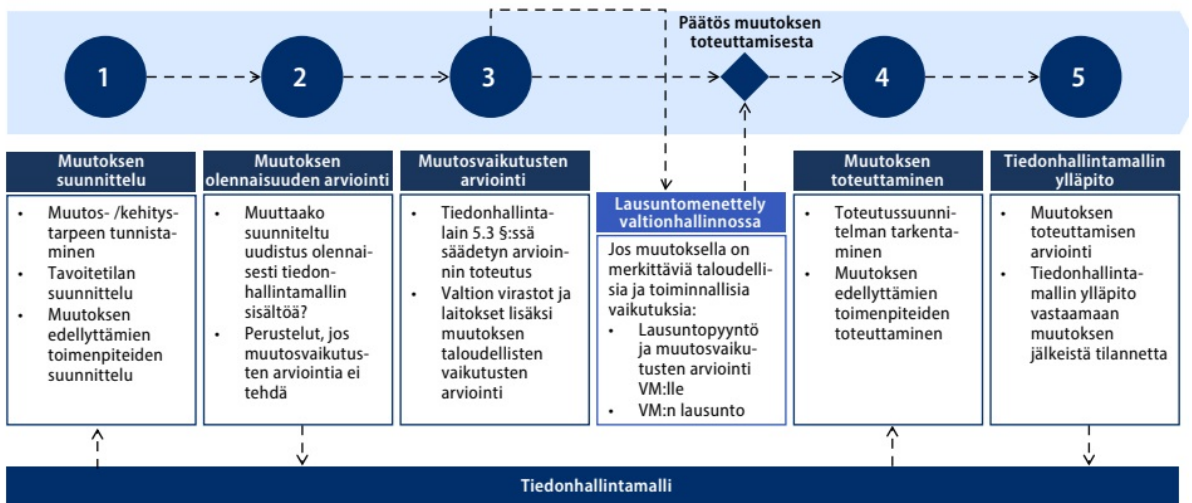 Päätös muutoksen
toteuttamisesta
1
2
3
4
5
Muutoksen
suunnittelu
• Muutos- /kehitys-
tarpeen tunnista-
minen
• Tavoitetilan
suunnittelu
• Muutoksen
edellyttämien
toimenpiteiden
suunnittelu
Muutoksen
olennaisuuden arviointi
• Muuttaako
suunniteltu
uudistus olennai-
sesti tiedon-
hallintamallin
sisältöä?
• Perustelut, jos
muutosvaikutus-
ten arviointia ei
tehdä
Muutosvaikutusten
arviointi
• Tiedonhallinta-
lain 5.3 §:ssä
säädetyn arvioin-
nin toteutus
• Valtion virastot ja
laitokset lisäksi
muutoksen
taloudellisten
vaikutusten
arviointi
Lausuntomenettely
valtionhallinnossa
Jos muutoksella on
merkittäviä taloudelli-
sia ja toiminnallisia
vaikutuksia:
• Lausuntopyyntö
ja muutosvaiku-
tusten arviointi
VM:lle
• VM:n lausunto
Muutoksen
toteuttaminen
• Toteutussuunni-
telman tarkenta-
minen
• Muutoksen
edellyttämien
toimenpiteiden
toteuttaminen
Tiedonhallintamallin
ylläpito
• Muutoksen
toteuttamisen
arviointi
• Tiedonhallinta-
mallin ylläpito
vastaamaan
muutoksen
jälkeistä tilannetta
Tiedonhallintamalli